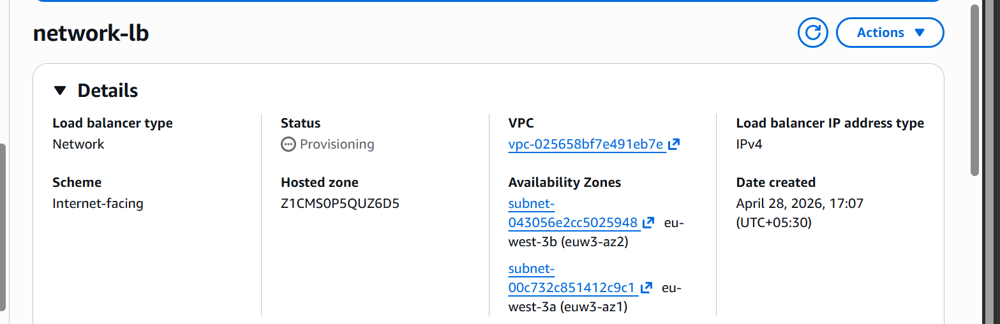 network-lb
Actions
Details
Load balancer type
Network
Status
Provisioning
VPC
vpc-025658bf7e491eb7e
Load balancer IP address type
IPv4
Scheme
Internet-facing
Hosted zone
Z1CMS0P5QUZ6D5
Availability Zones
subnet-
043056e2cc5025948 eu-
west-3b (euw3-az2)
subnet-
00c732c851412c9c1 eu-
west-3a (euw3-az1)
Date created
April 28, 2026, 17:07
(UTC+05:30)